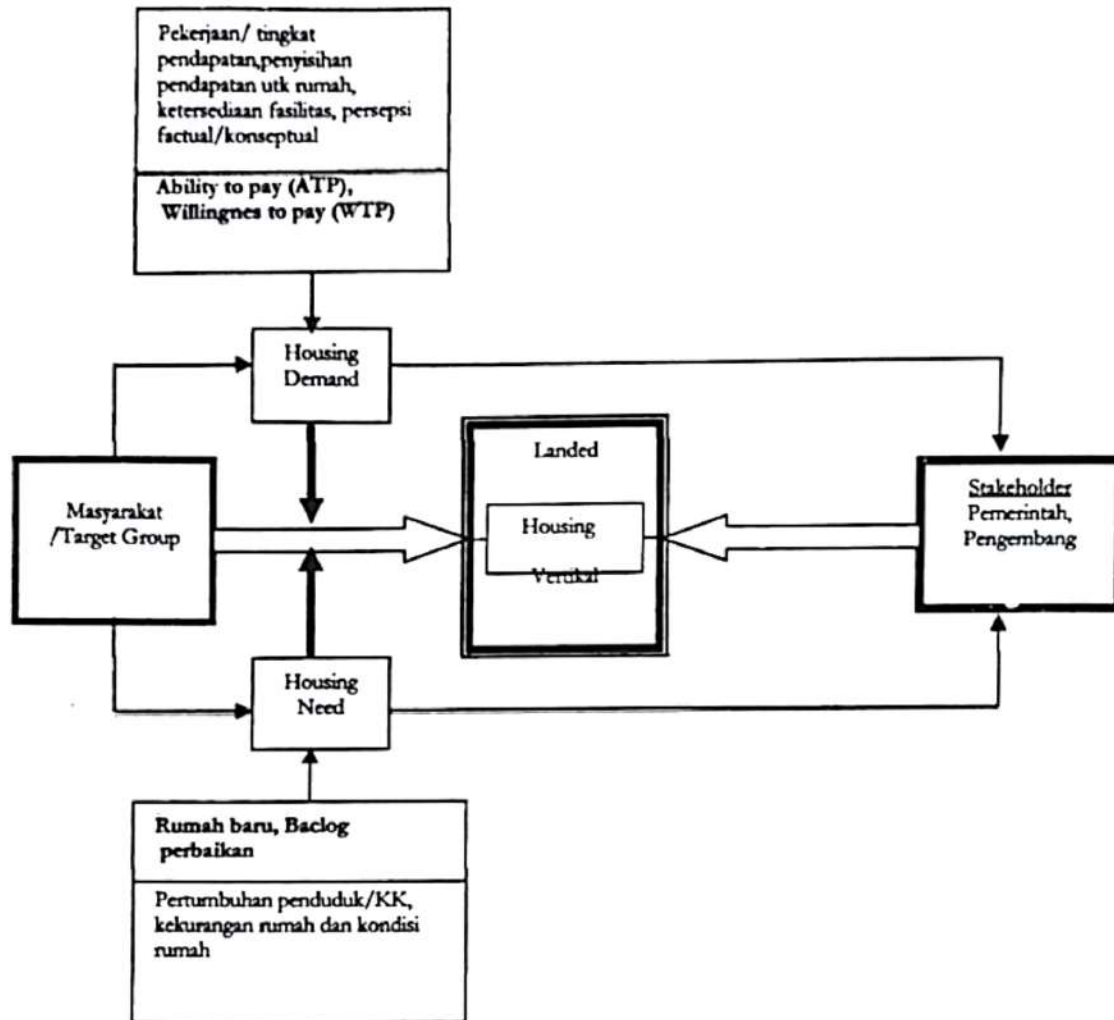 Pekerjaan/ tingkat
pendapatan,penyisihan
pendapatan utk rumah,
ketersediaan fasilitas, persepsi
factual/konseptual
Ability to pay (ATP),
Willingnes to pay (WTP)
Housing
Demand
Landed
Masyarakat
/Target Group
Housing
Vertikal
Stakeholder
Pemerintah,
Pengembang
Housing
Need
Rumah baru, Baclog
perbaikan
Pertumbuhan penduduk/KK,
kekurangan rumah dan kondisi
rumah